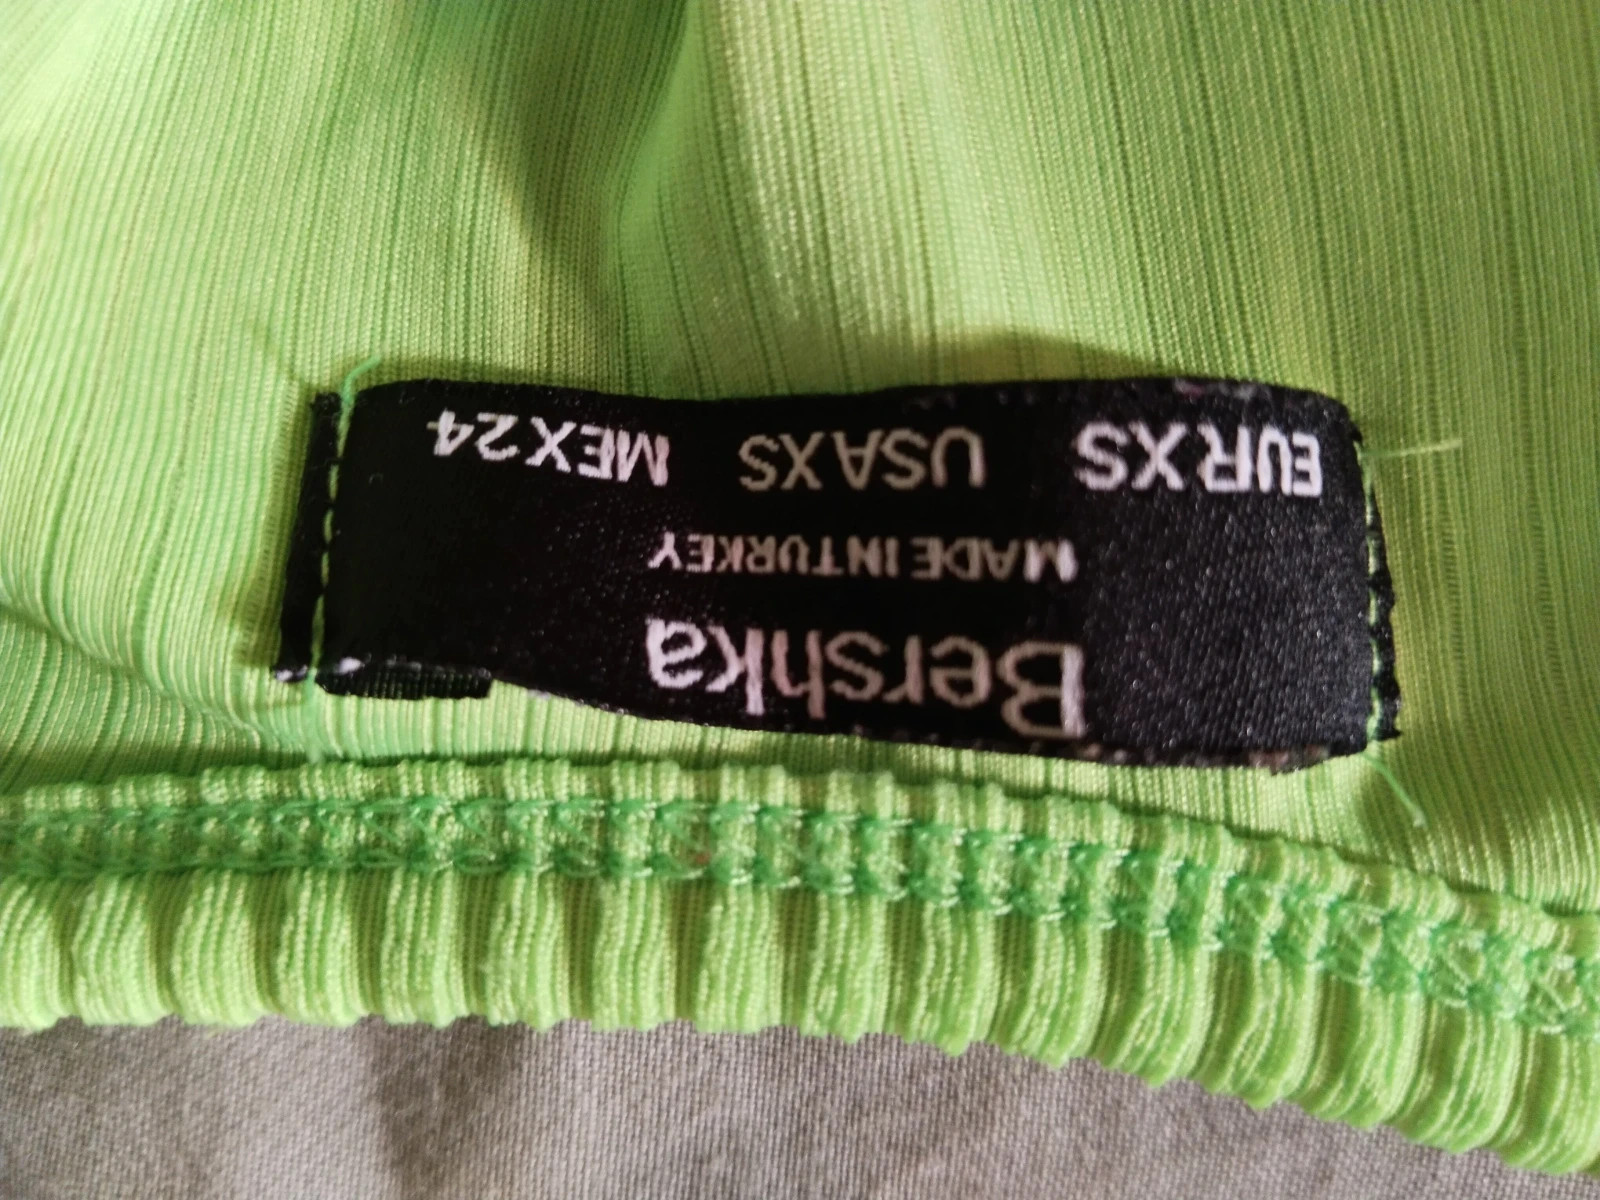 Bershka
MADE IN TURKEY
EUR XS USA XS MEX 24